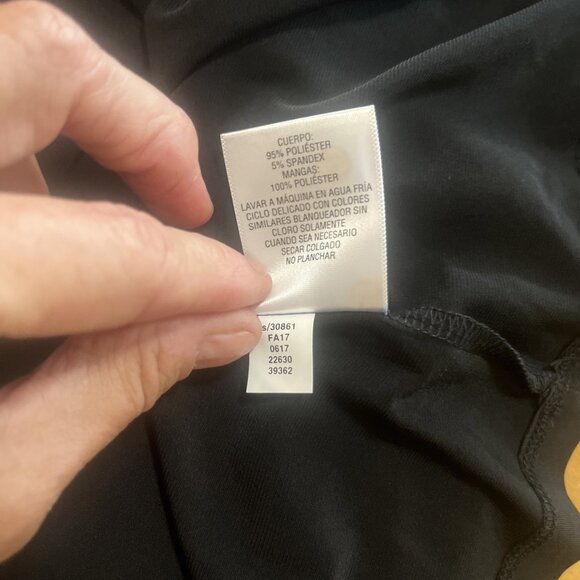 CUERPO:
95% POLIÉSTER
5% SPANDEX
MANGAS:
100% POLIÉSTER
LAVAR A MÁQUINA EN AGUA FRÍA
CICLO DELICADO CON COLORES
SIMILARES BLANQUEADOR SIN
CLORO SOLAMENTE
CUANDO SEA NECESARIO
SECAR COLGADO
NO PLANCHAR
s/30861
FA17
0617
22630
39362